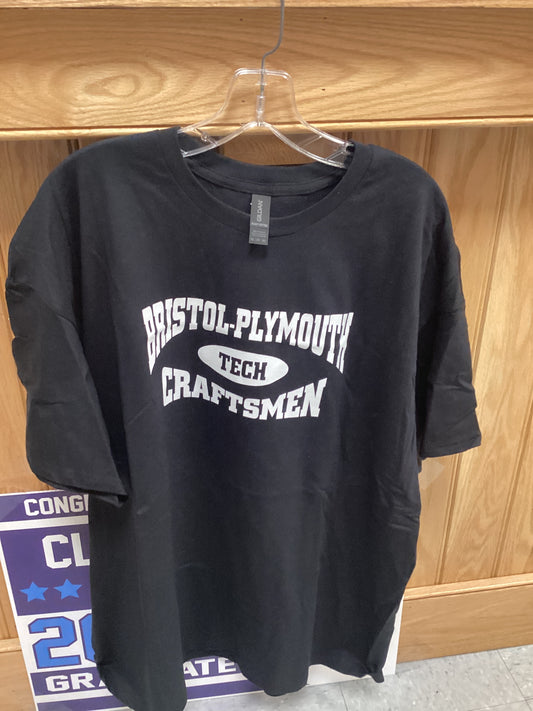 GILDAN
BRISTOL-PLYMOUTH
TECH
CRAFTSMEN
CONG
CL
20
GRA ATE